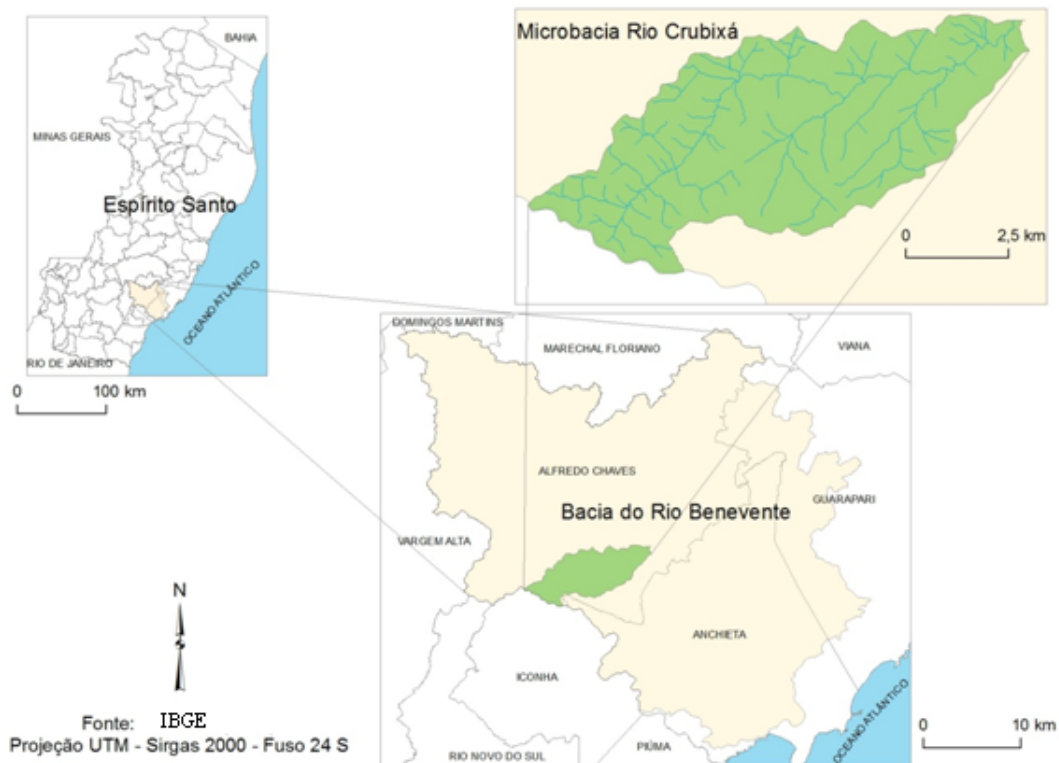 BAHIA
MINAS GERAIS
Espírito Santo
OCEANO ATLÂNTICO
RIO DE JANEIRO
0 100 km
Microbacia Rio Crubixá
0 2,5 km
DOMINGOS MARTINS
MARECHAL FLORIANO
VIANA
ALFREDO CHAVES
GUARAPARI
Bacia do Rio Benevente
VARGEM ALTA
ANCHIETA
ICONHA
OCEANO ATLÂNTICO
PIÚMA
RIO NOVO DO SUL
0 10 km
N
Fonte: IBGE
Projeção UTM - Sirgas 2000 - Fuso 24 S